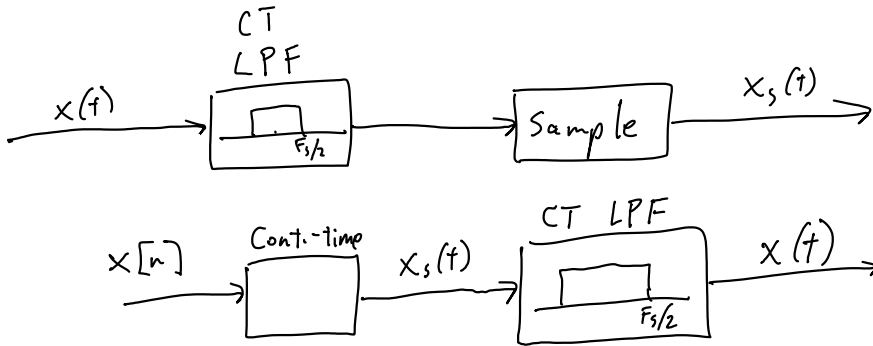 CT
LPF
x(t)
Fs/2
Sample
xs(t)
x[n]
Cont.-time
xs(t)
CT LPF
Fs/2
x(t)